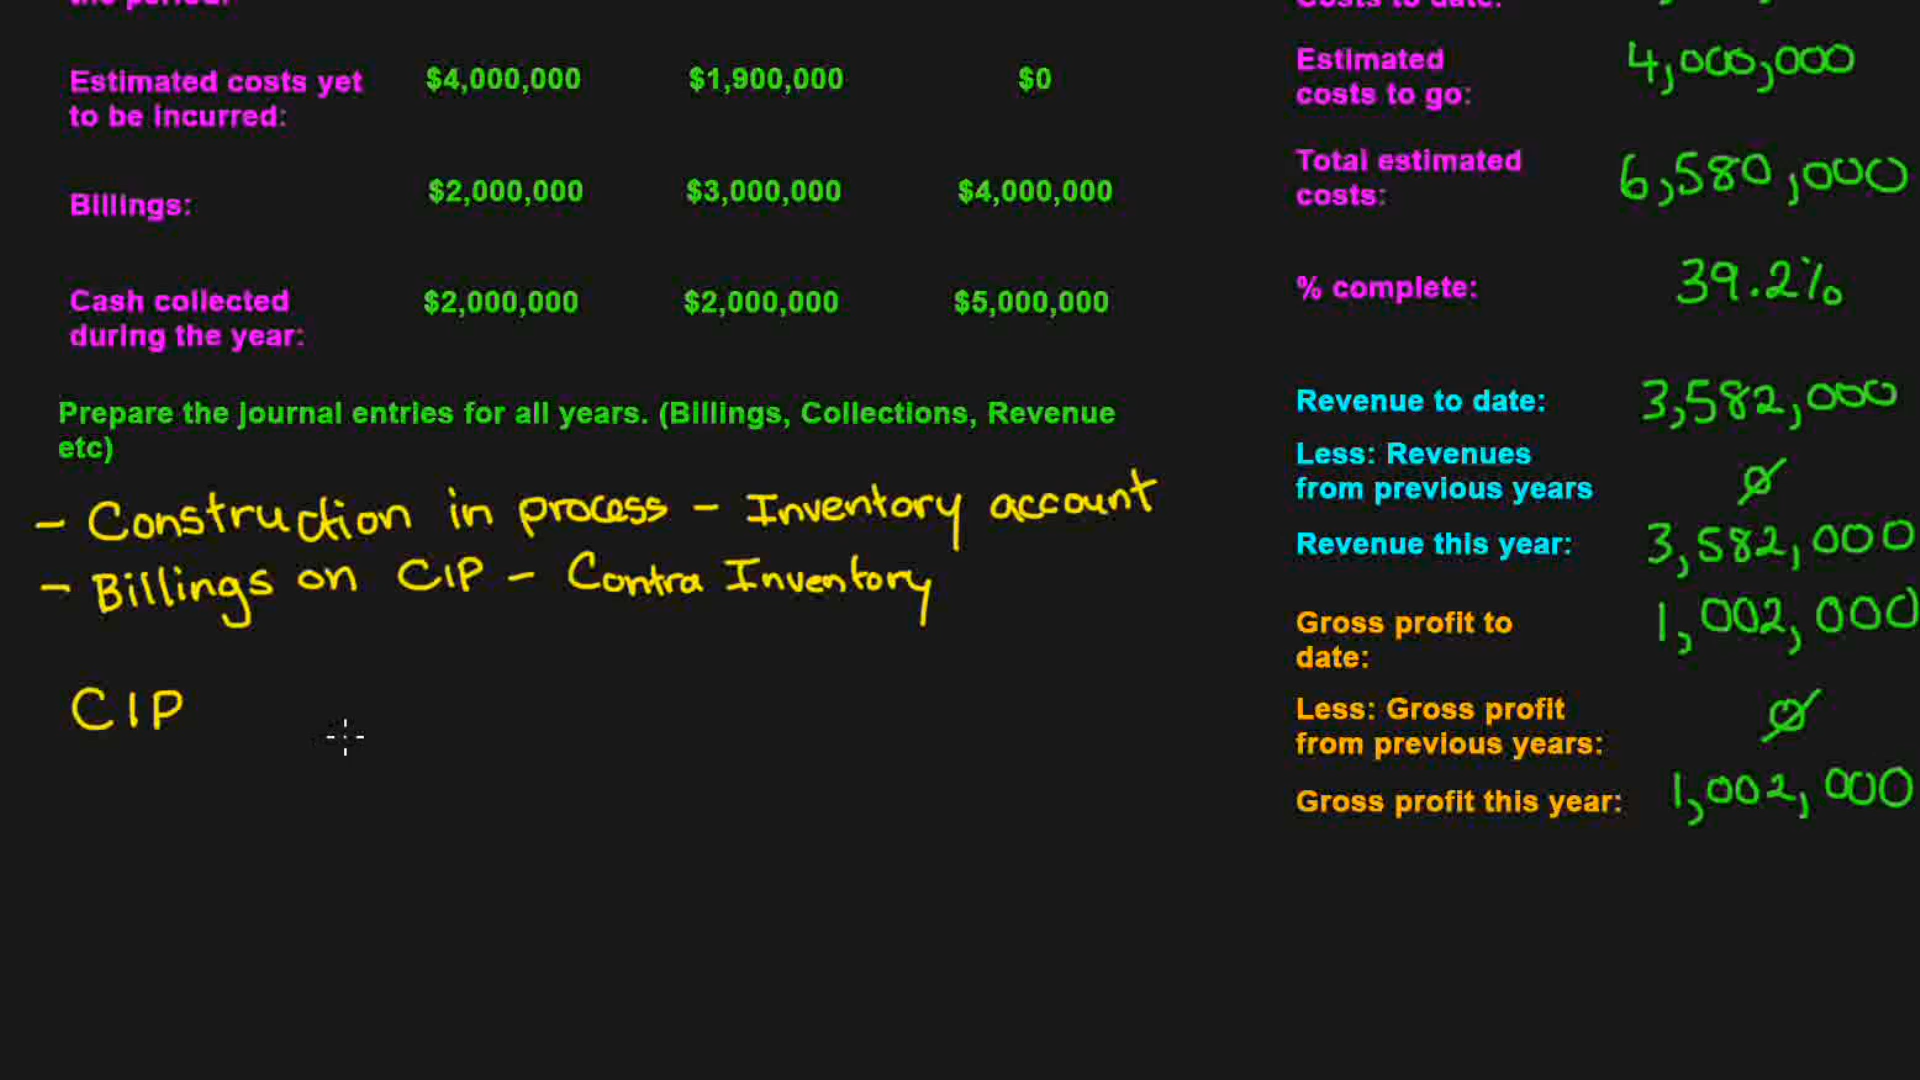 the period:
Estimated costs yet $4,000,000 $1,900,000 $0
to be incurred:
Billings: $2,000,000 $3,000,000 $4,000,000
Cash collected $2,000,000 $2,000,000 $5,000,000
during the year:
Prepare the journal entries for all years. (Billings, Collections, Revenue
etc)
- Construction in process - Inventory account
- Billings on CIP - Contra Inventory
CIP
Costs to date:
Estimated
costs to go: 4,000,000
Total estimated
costs: 6,580,000
% complete: 39.2%
Revenue to date: 3,582,000
Less: Revenues
from previous years Ø
Revenue this year: 3,582,000
Gross profit to
date: 1,002,000
Less: Gross profit
from previous years: Ø
Gross profit this year: 1,002,000